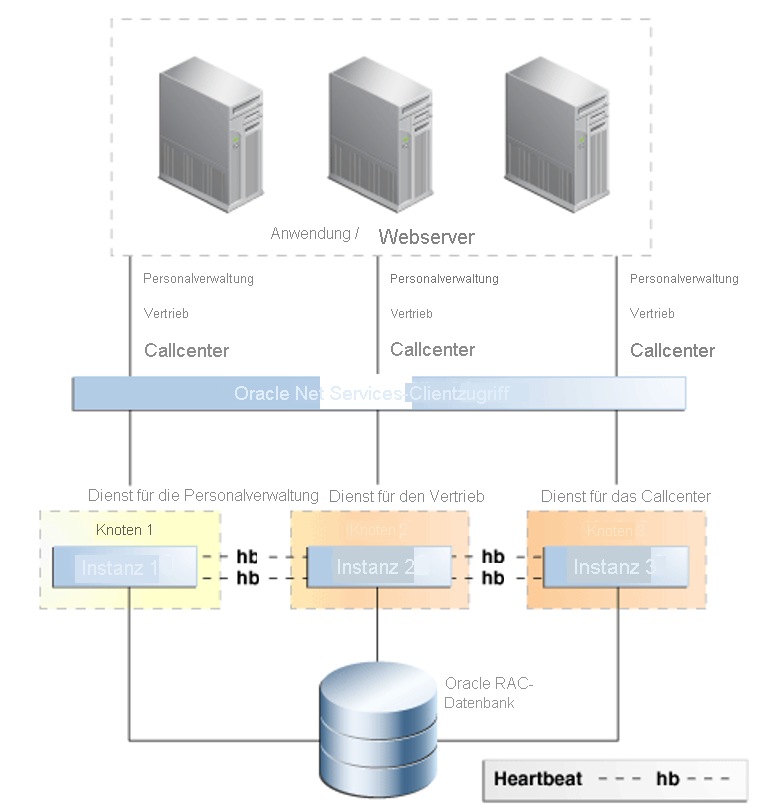 Anwendung / Webserver
Personalverwaltung Personalverwaltung Personalverwaltung
Vertrieb Vertrieb Vertrieb
Callcenter Callcenter Callcenter
Oracle Net Services-Clientzugriff
Dienst für die Personalverwaltung Dienst für den Vertrieb Dienst für das Callcenter
Knoten 1 Knoten 2 Knoten 3
hb hb
Instanz 1 Instanz 2 Instanz 3
hb hb
Oracle RAC-
Datenbank
Heartbeat --- hb ---